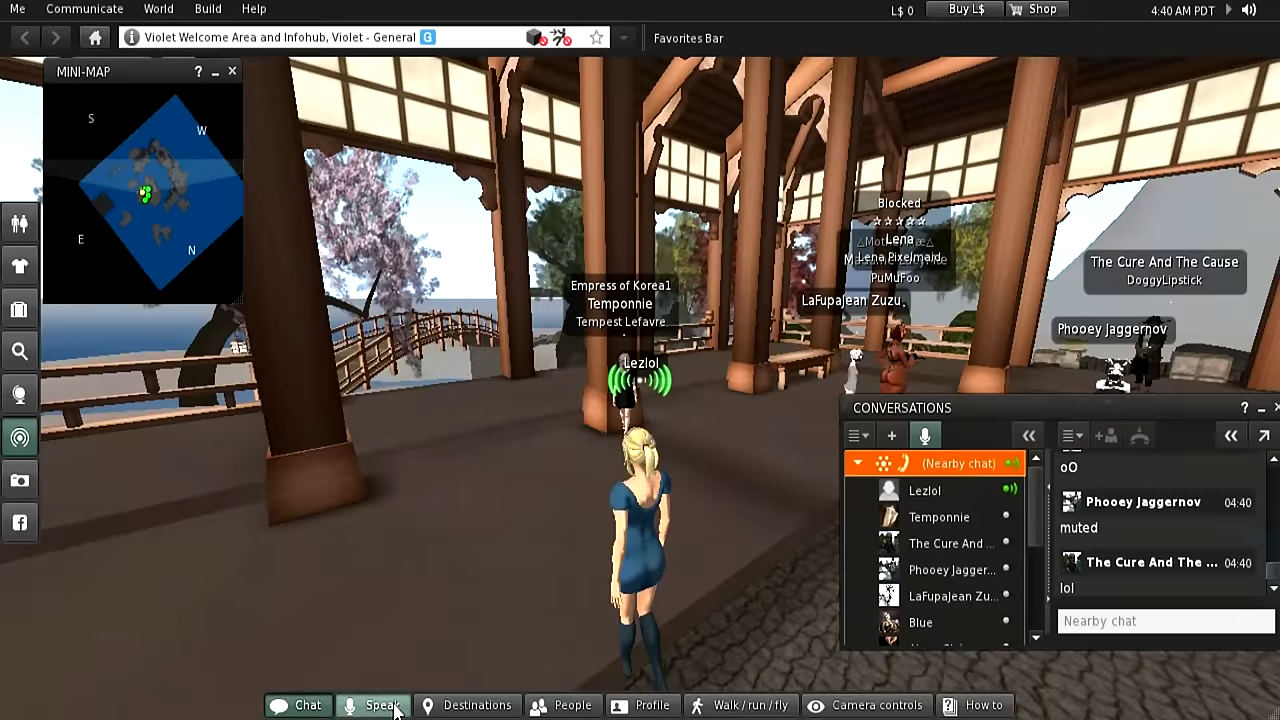 Me Communicate World Build Help
L$ 0 Buy L$ Shop 4:40 AM PDT
Violet Welcome Area and Infohub, Violet - General G
Favorites Bar
MINI-MAP ? _ ×
S
W
E
N
Blocked
☆☆☆☆☆
Lena
Lena Pixelmaid
PuMuFoo
LaFupaJean Zuzu
The Cure And The Cause
DoggyLipstick
Phooey Jaggernov
Empress of Korea1
Temponnie
Tempest Lefavre
Lezlol
CONVERSATIONS ? _ ×
(Nearby chat)
Lezlol
Temponnie
The Cure And ...
Phooey Jagger...
LaFupaJean Zu...
Blue
oO
Phooey Jaggernov 04:40
muted
The Cure And The ... 04:40
lol
Nearby chat
Chat Speak Destinations People Profile Walk / run / fly Camera controls How to